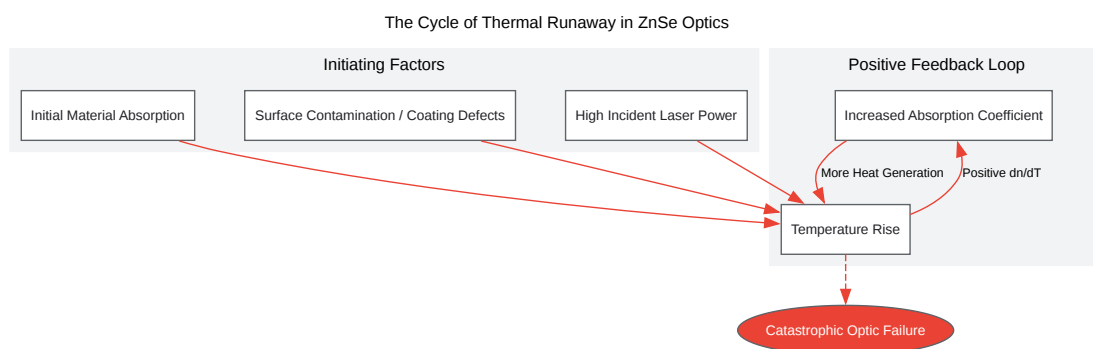 The Cycle of Thermal Runaway in ZnSe Optics
Initiating Factors
Initial Material Absorption
Surface Contamination / Coating Defects
High Incident Laser Power
Positive Feedback Loop
Increased Absorption Coefficient
More Heat Generation
Positive dn/dT
Temperature Rise
Catastrophic Optic Failure